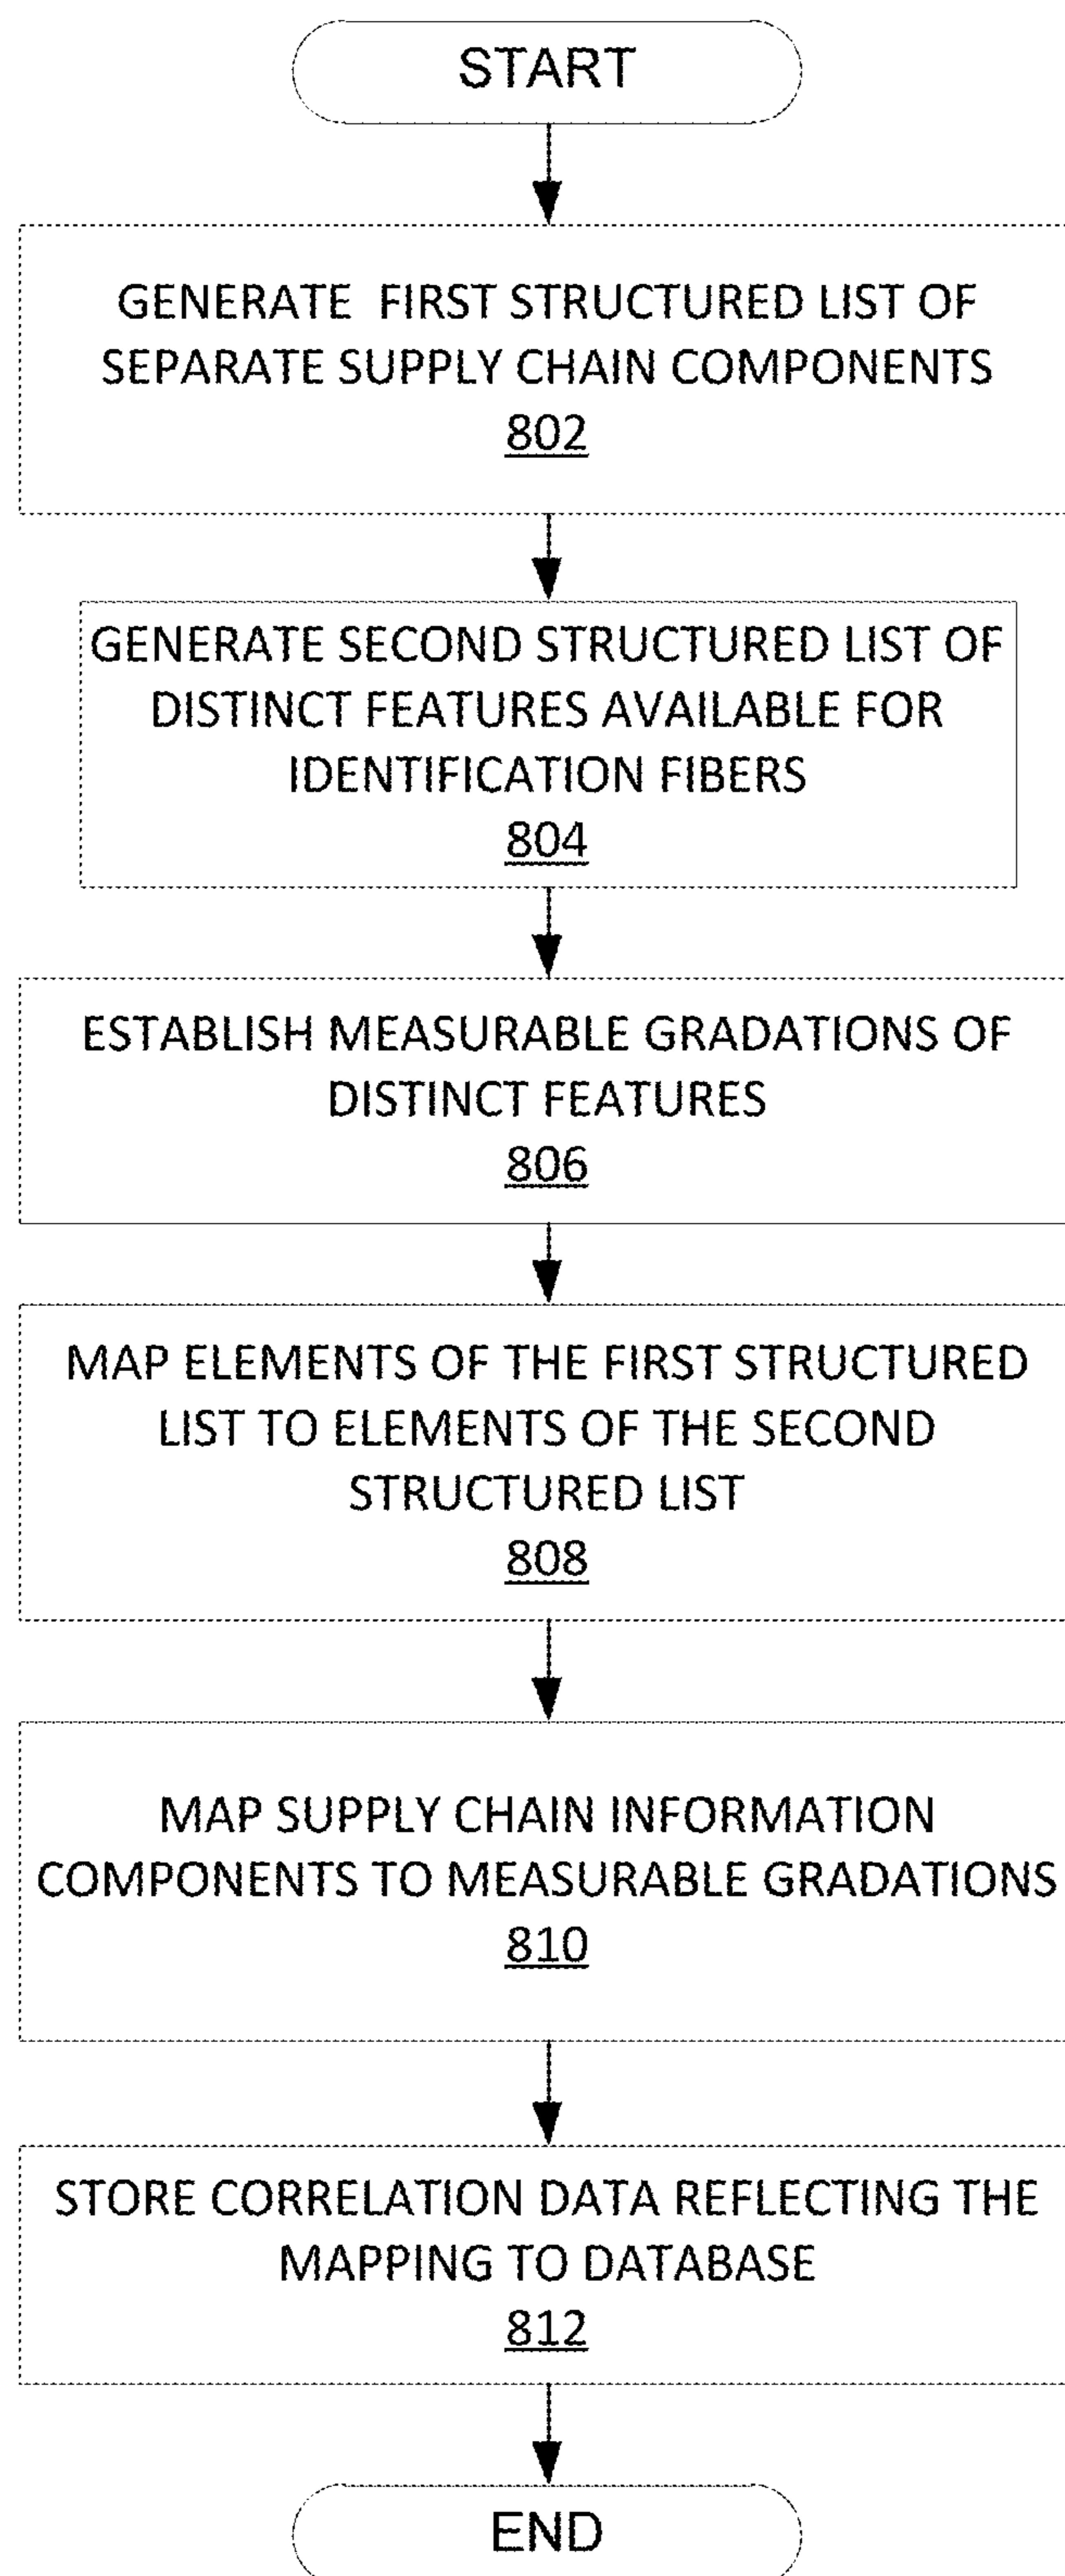 START
GENERATE FIRST STRUCTURED LIST OF
SEPARATE SUPPLY CHAIN COMPONENTS
802
GENERATE SECOND STRUCTURED LIST OF
DISTINCT FEATURES AVAILABLE FOR
IDENTIFICATION FIBERS
804
ESTABLISH MEASURABLE GRADATIONS OF
DISTINCT FEATURES
806
MAP ELEMENTS OF THE FIRST STRUCTURED
LIST TO ELEMENTS OF THE SECOND
STRUCTURED LIST
808
MAP SUPPLY CHAIN INFORMATION
COMPONENTS TO MEASURABLE GRADATIONS
810
STORE CORRELATION DATA REFLECTING THE
MAPPING TO DATABASE
812
END